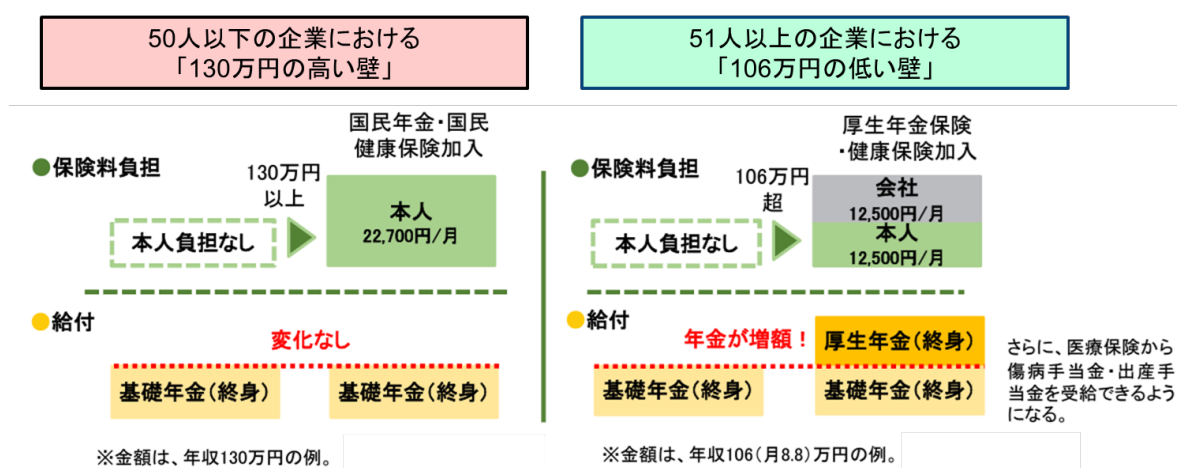 50人以下の企業における
「130万円の高い壁」
51人以上の企業における
「106万円の低い壁」
国民年金・国民
健康保険加入
●保険料負担
130万円
以上
本人負担なし
本人
22,700円/月
●給付
変化なし
基礎年金(終身)
基礎年金(終身)
※金額は、年収130万円の例。
厚生年金保険
・健康保険加入
●保険料負担
106万円
超
本人負担なし
会社
12,500円/月
本人
12,500円/月
●給付
年金が増額！
厚生年金(終身)
基礎年金(終身)
基礎年金(終身)
さらに、医療保険から
傷病手当金・出産手
当金を受給できるよう
になる。
※金額は、年収106(月8.8)万円の例。